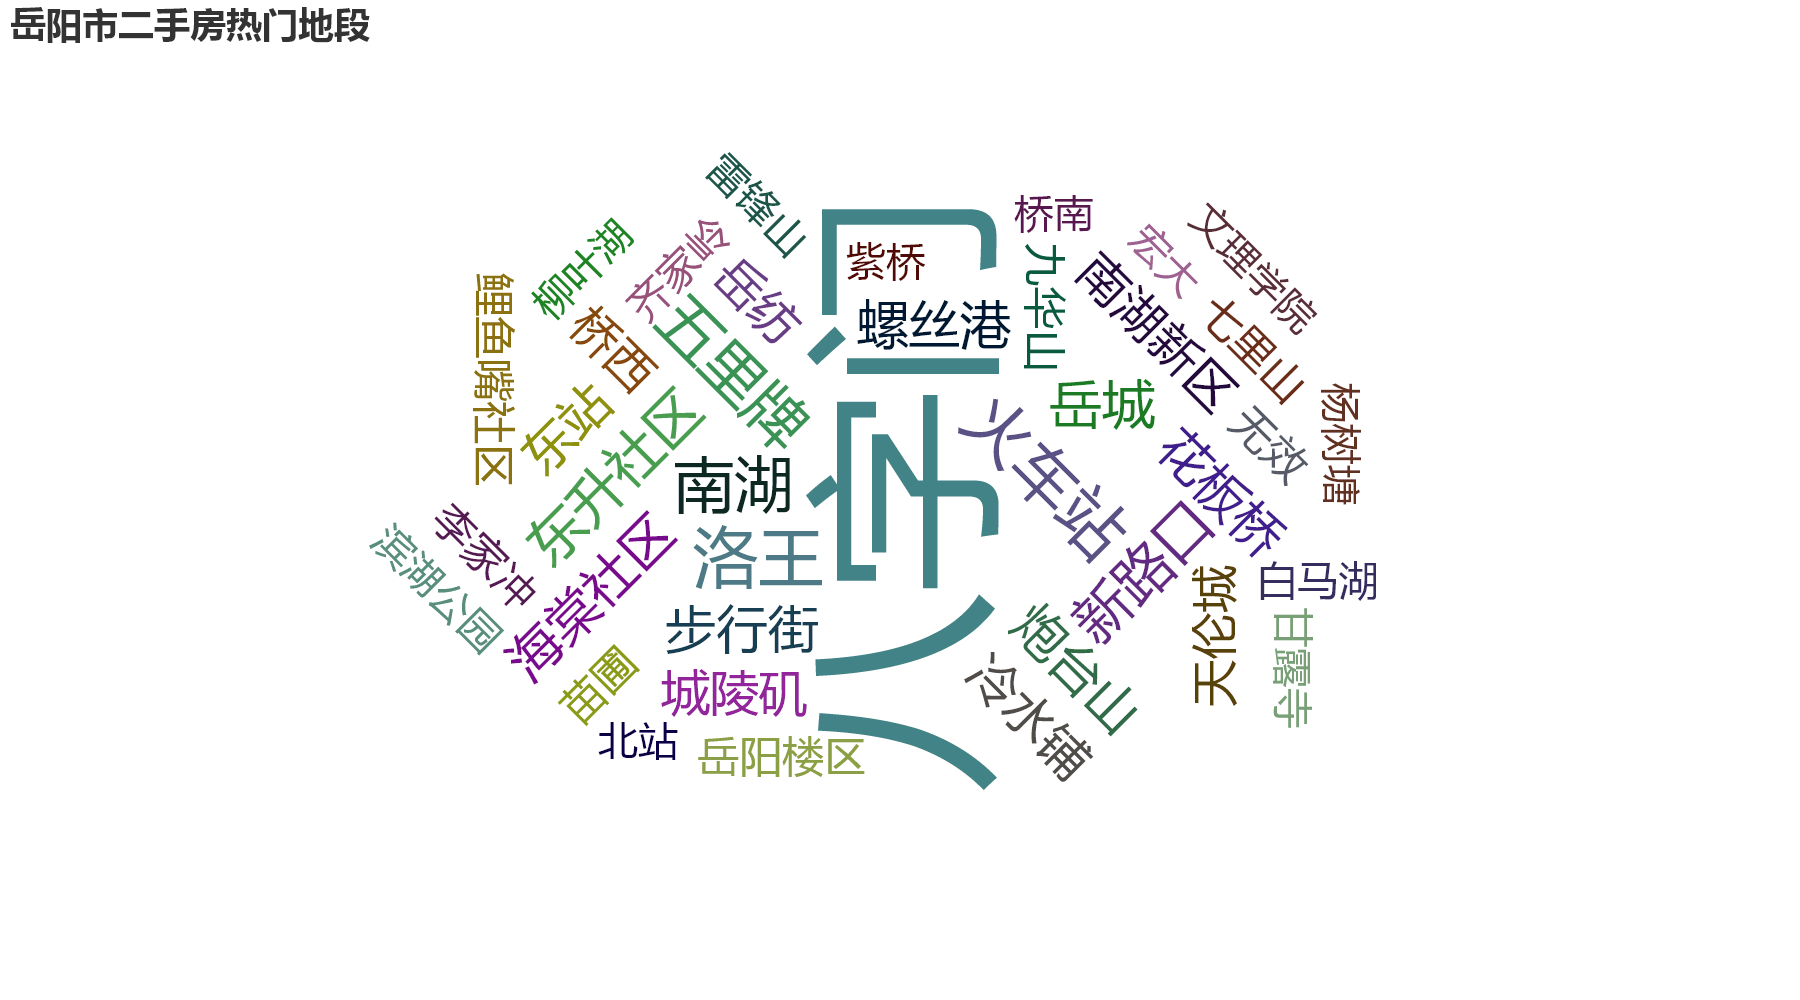 岳阳市二手房热门地段
雷锋山
桥南
文理学院
柳叶湖
齐家岭
岳纺
紫桥
九华山
宏大
南湖新区
七里山
鲤鱼嘴社区
桥西
五里牌
螺丝港
八字门
岳城
无效
杨树塘
东站
东升社区
南湖
火车站
花板桥
李家冲
滨湖公园
海棠社区
洛王
新路口
天伦城
白马湖
苗圃
步行街
炮台山
甘露寺
城陵矶
冷水铺
北站
岳阳楼区